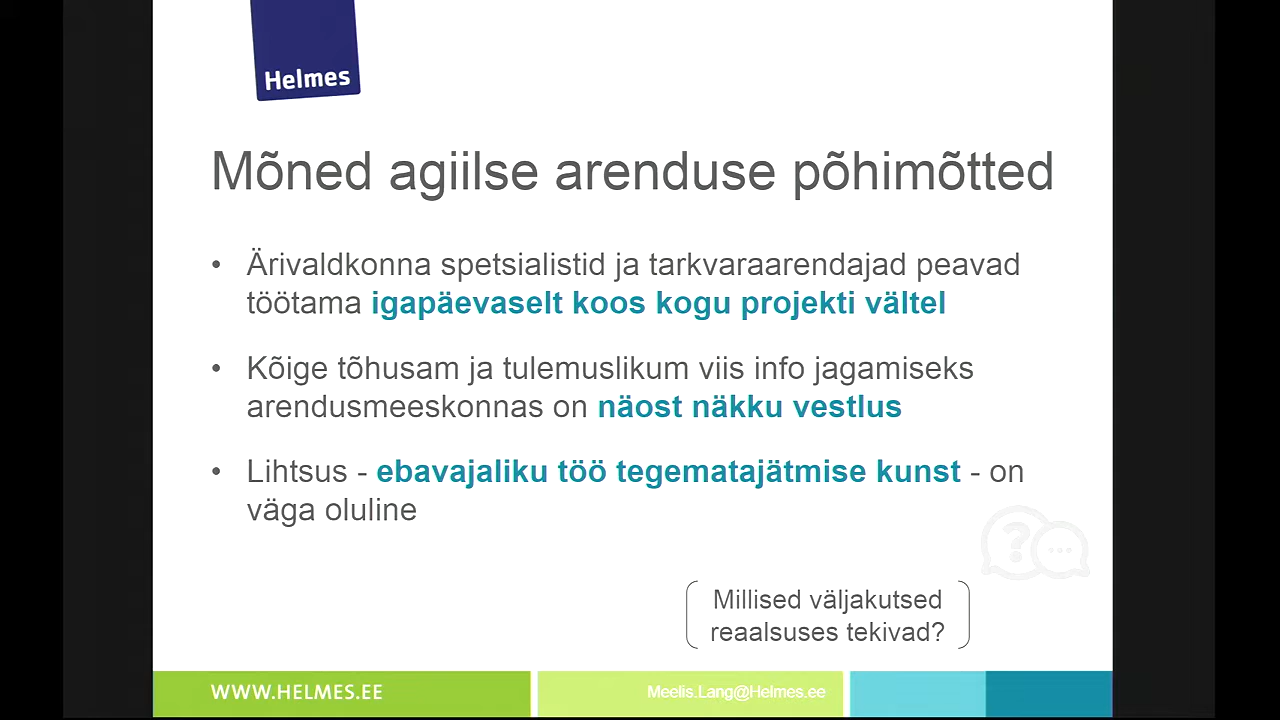 Helmes
Mõned agiilse arenduse põhimõtted
• Ärivaldkonna spetsialistid ja tarkvaraarendajad peavad
töötama igapäevaselt koos kogu projekti vältel
• Kõige tõhusam ja tulemuslikum viis info jagamiseks
arendusmeeskonnas on näost näkku vestlus
• Lihtsus - ebavajaliku töö tegematajätmise kunst - on
väga oluline
Millised väljakutsed
reaalsuses tekivad?
WWW.HELMES.EE
Meelis.Lang@Helmes.ee